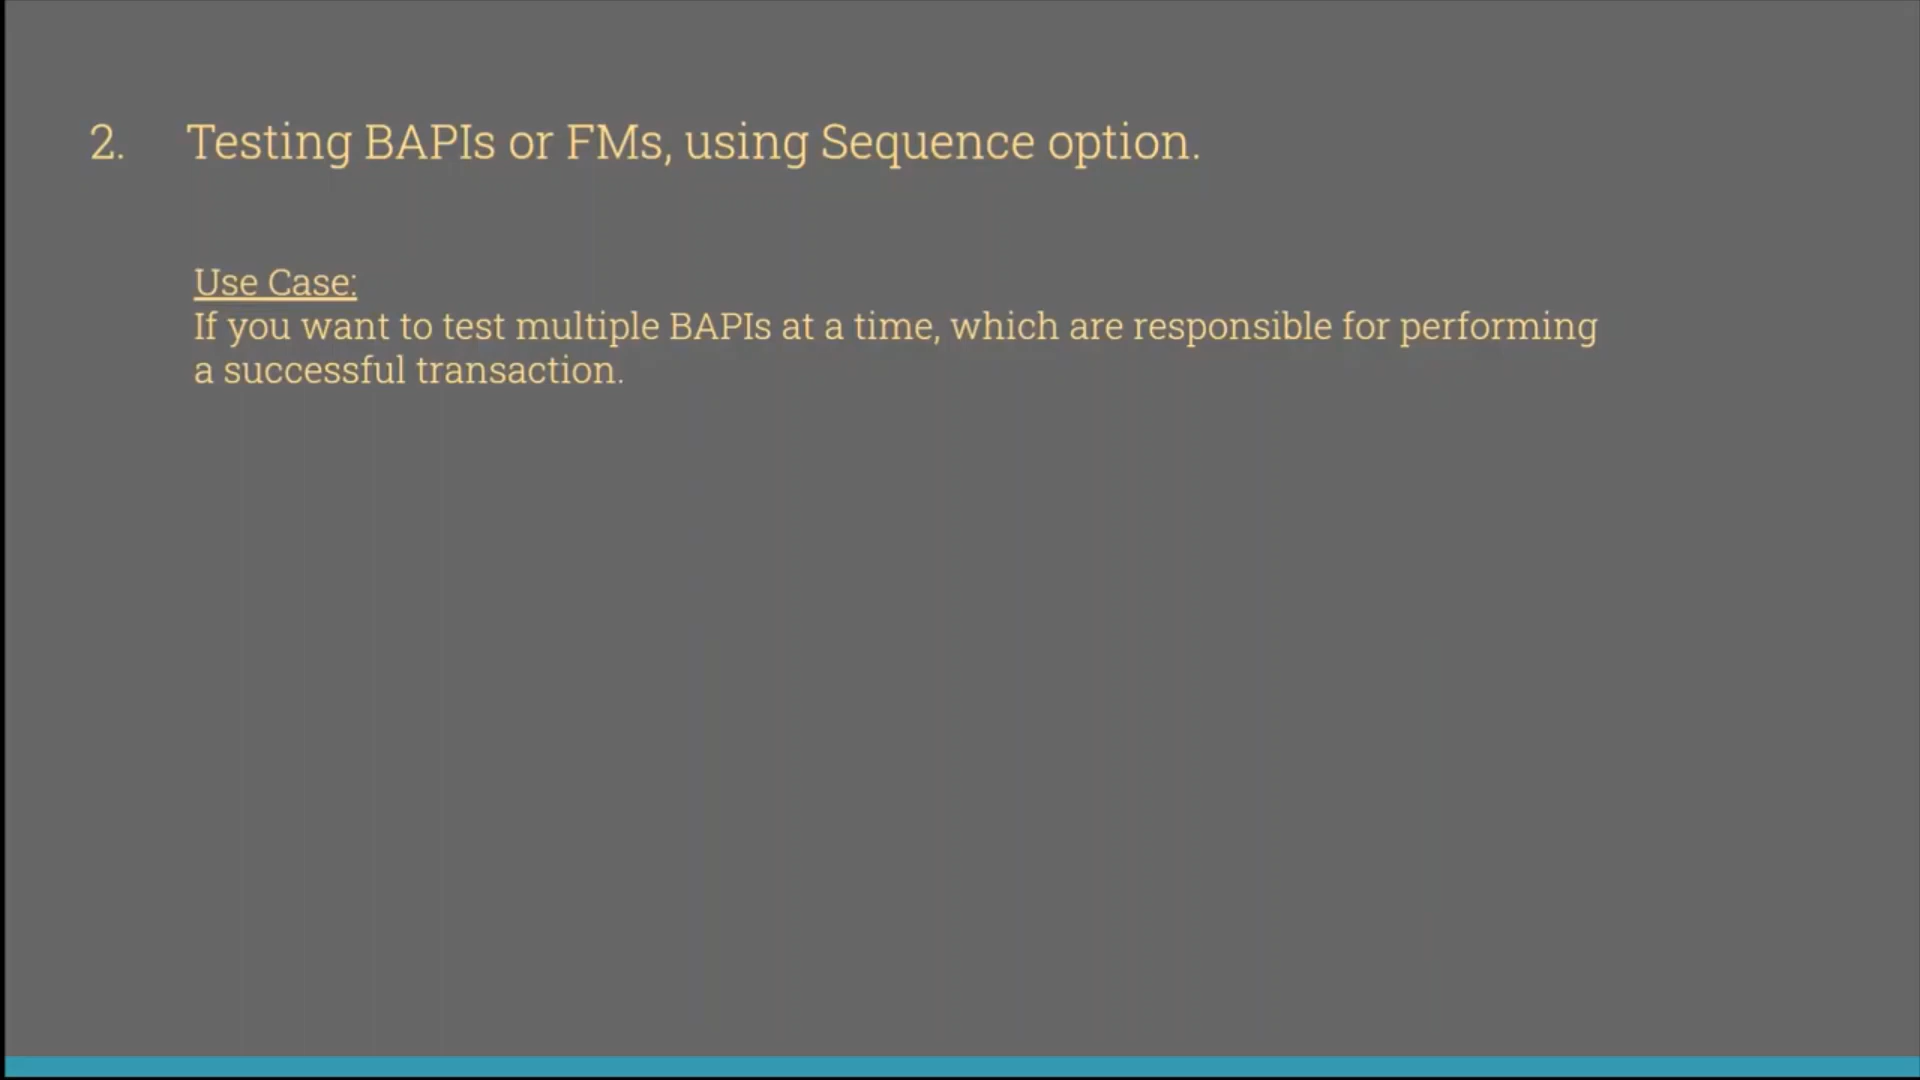 2. Testing BAPIs or FMs, using Sequence option.
Use Case:
If you want to test multiple BAPIs at a time, which are responsible for performing
a successful transaction.